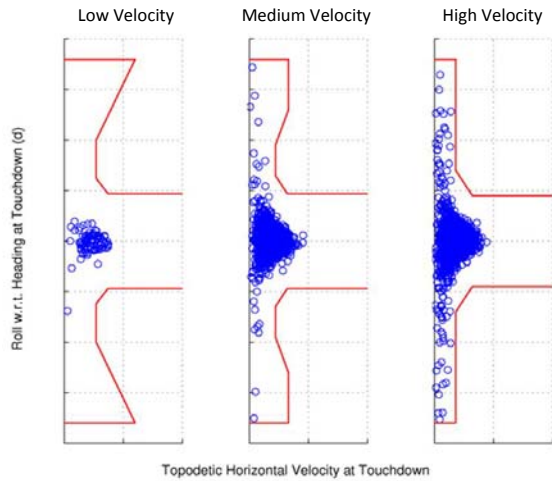 Low Velocity
Medium Velocity
High Velocity
Roll w.r.t. Heading at Touchdown (d)
Topodetic Horizontal Velocity at Touchdown